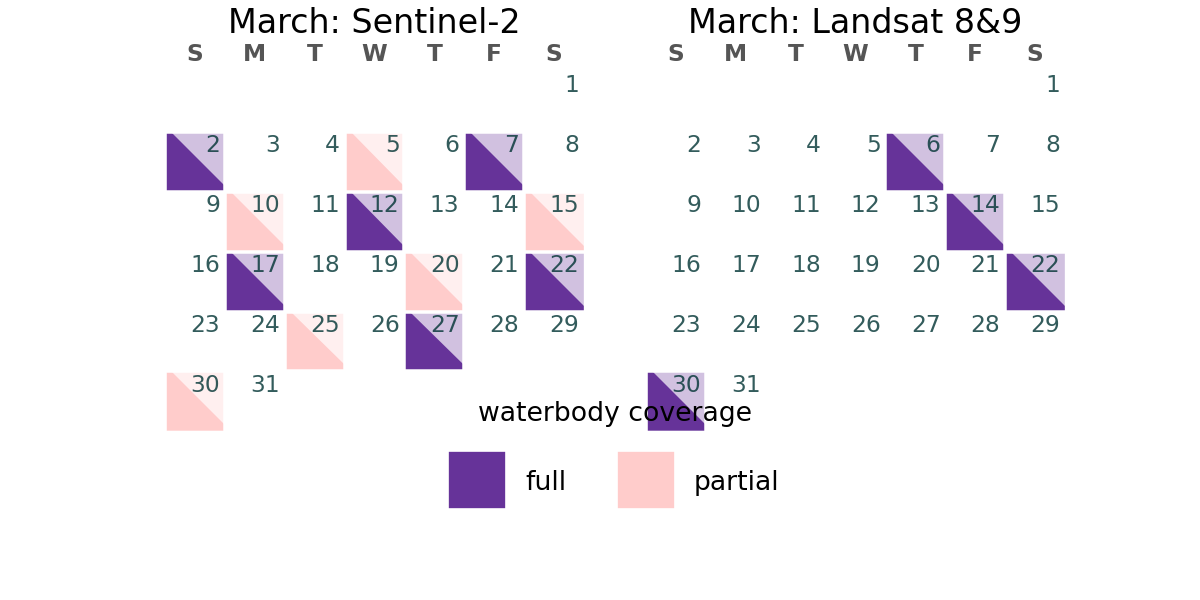 March: Sentinel-2
S M T W T F S
1
2 3 4 5 6 7 8
9 10 11 12 13 14 15
16 17 18 19 20 21 22
23 24 25 26 27 28 29
30 31
March: Landsat 8&9
S M T W T F S
1
2 3 4 5 6 7 8
9 10 11 12 13 14 15
16 17 18 19 20 21 22
23 24 25 26 27 28 29
30 31
waterbody coverage
full partial